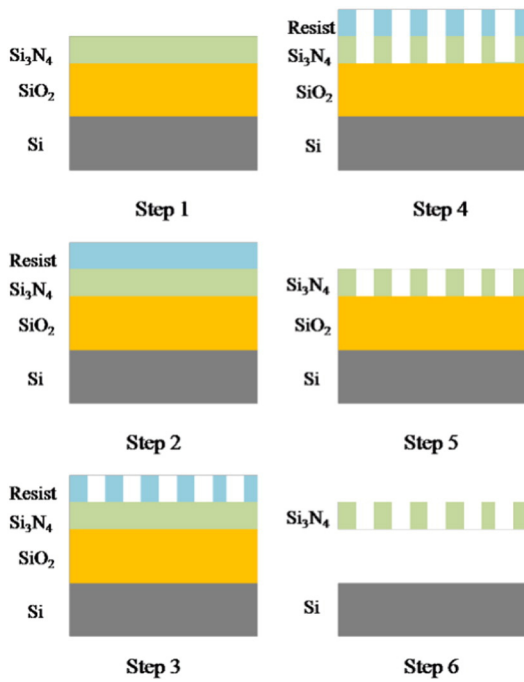 Si₃N₄
SiO₂
Si
Step 1
Resist
Si₃N₄
SiO₂
Si
Step 2
Resist
Si₃N₄
SiO₂
Si
Step 3
Resist
Si₃N₄
SiO₂
Si
Step 4
Si₃N₄
SiO₂
Si
Step 5
Si₃N₄
Si
Step 6